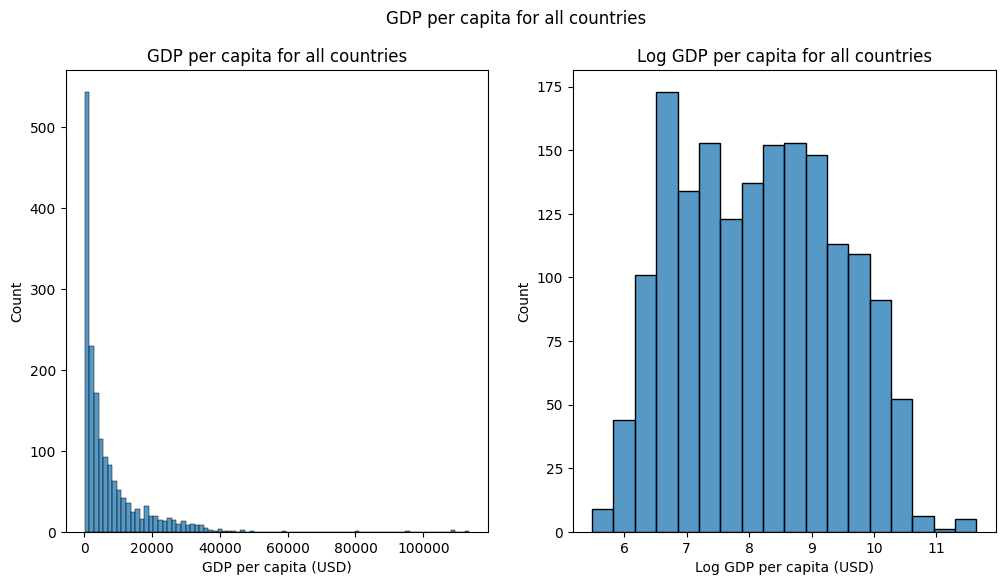 GDP per capita for all countries
GDP per capita for all countries
500
400
300
200
100
0
Count
0 20000 40000 60000 80000 100000
GDP per capita (USD)
Log GDP per capita for all countries
175
150
125
100
75
50
25
0
Count
6 7 8 9 10 11
Log GDP per capita (USD)